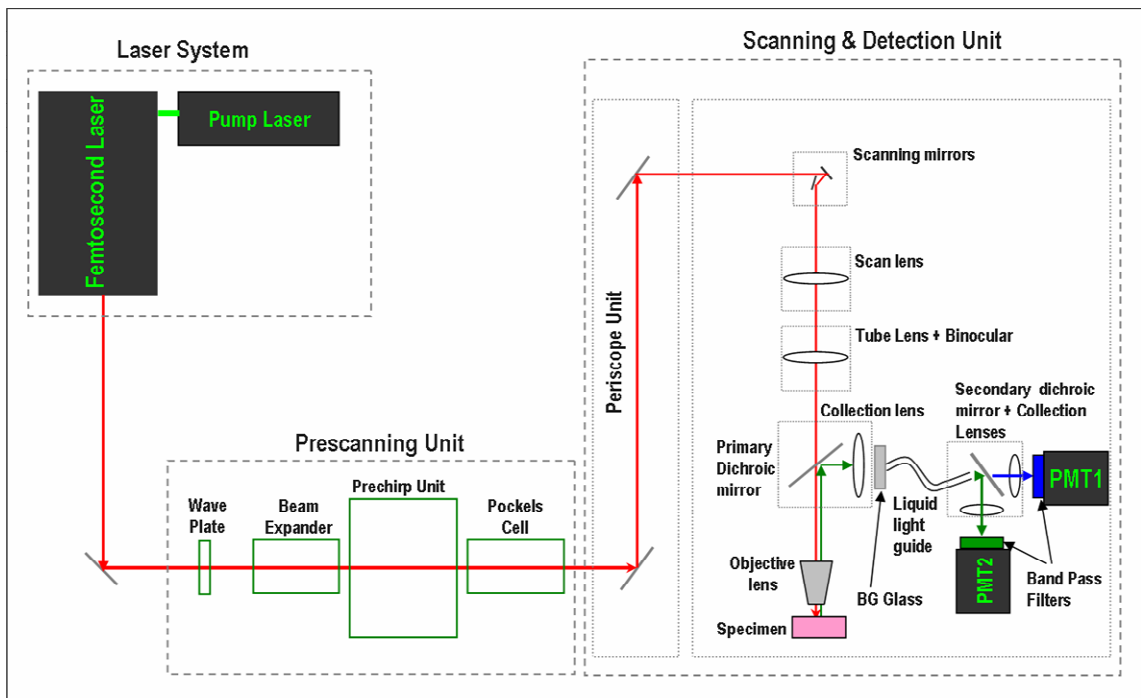 Laser System
Scanning & Detection Unit
Femtosecond Laser
Pump Laser
Scanning mirrors
Scan lens
Periscope Unit
Tube Lens + Binocular
Secondary dichroic
mirror + Collection
Lenses
Collection lens
Primary
Dichroic
mirror
PMT1
Prescanning Unit
Prechirp Unit
Wave
Plate
Beam
Expander
Pockels
Cell
Liquid
light
guide
Objective
lens
BG Glass
PMT2
Band Pass
Filters
Specimen